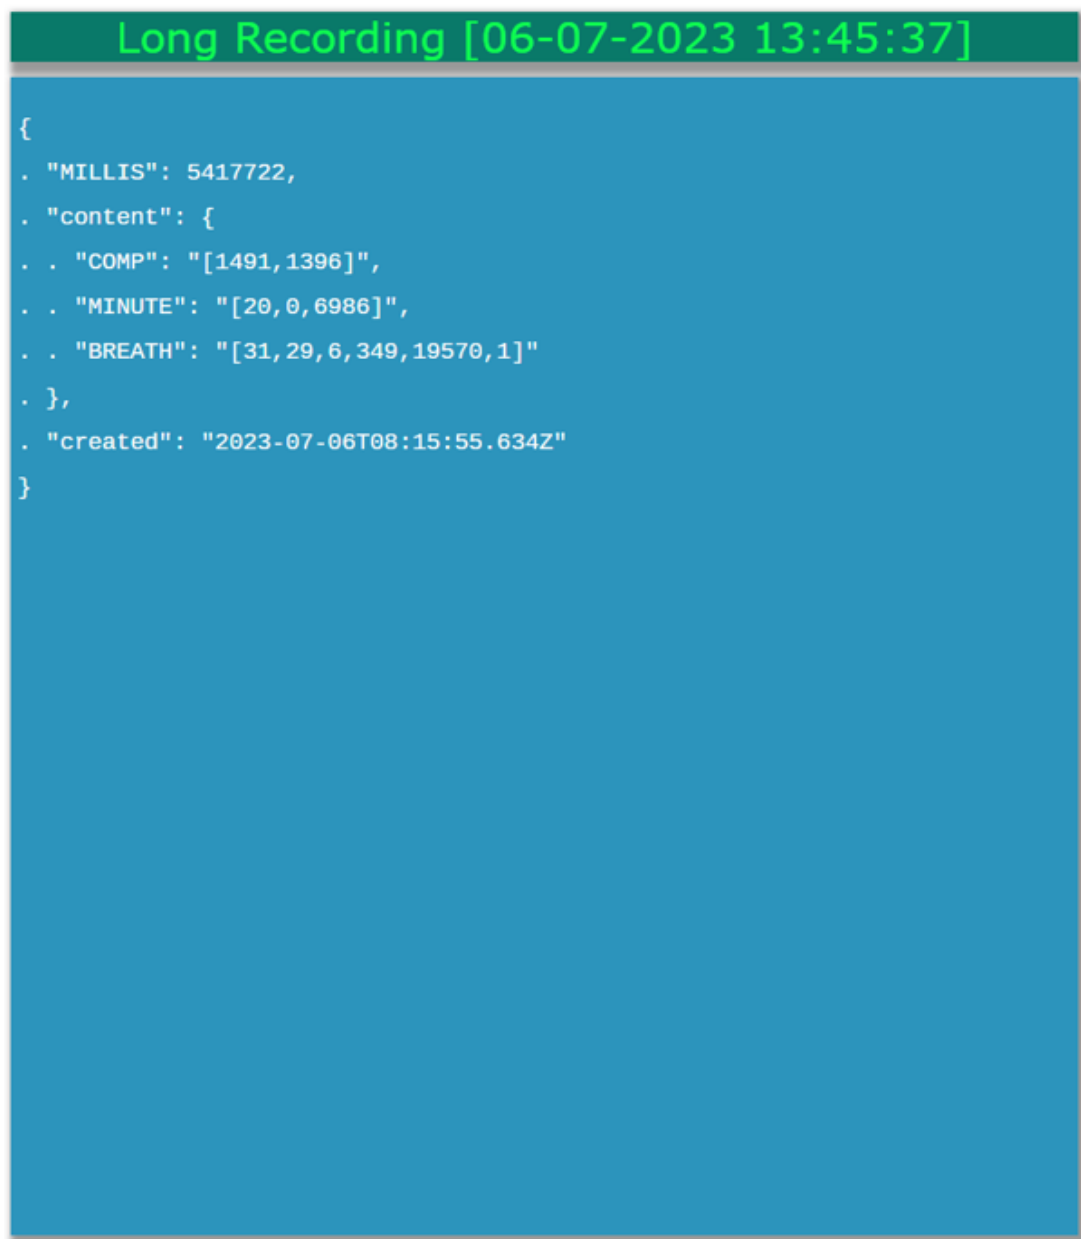 Long Recording [06-07-2023 13:45:37]
{
. "MILLIS": 5417722,
. "content": {
. . "COMP": "[1491,1396]",
. . "MINUTE": "[20,0,6986]",
. . "BREATH": "[31,29,6,349,19570,1]"
. },
. "created": "2023-07-06T08:15:55.634Z"
}